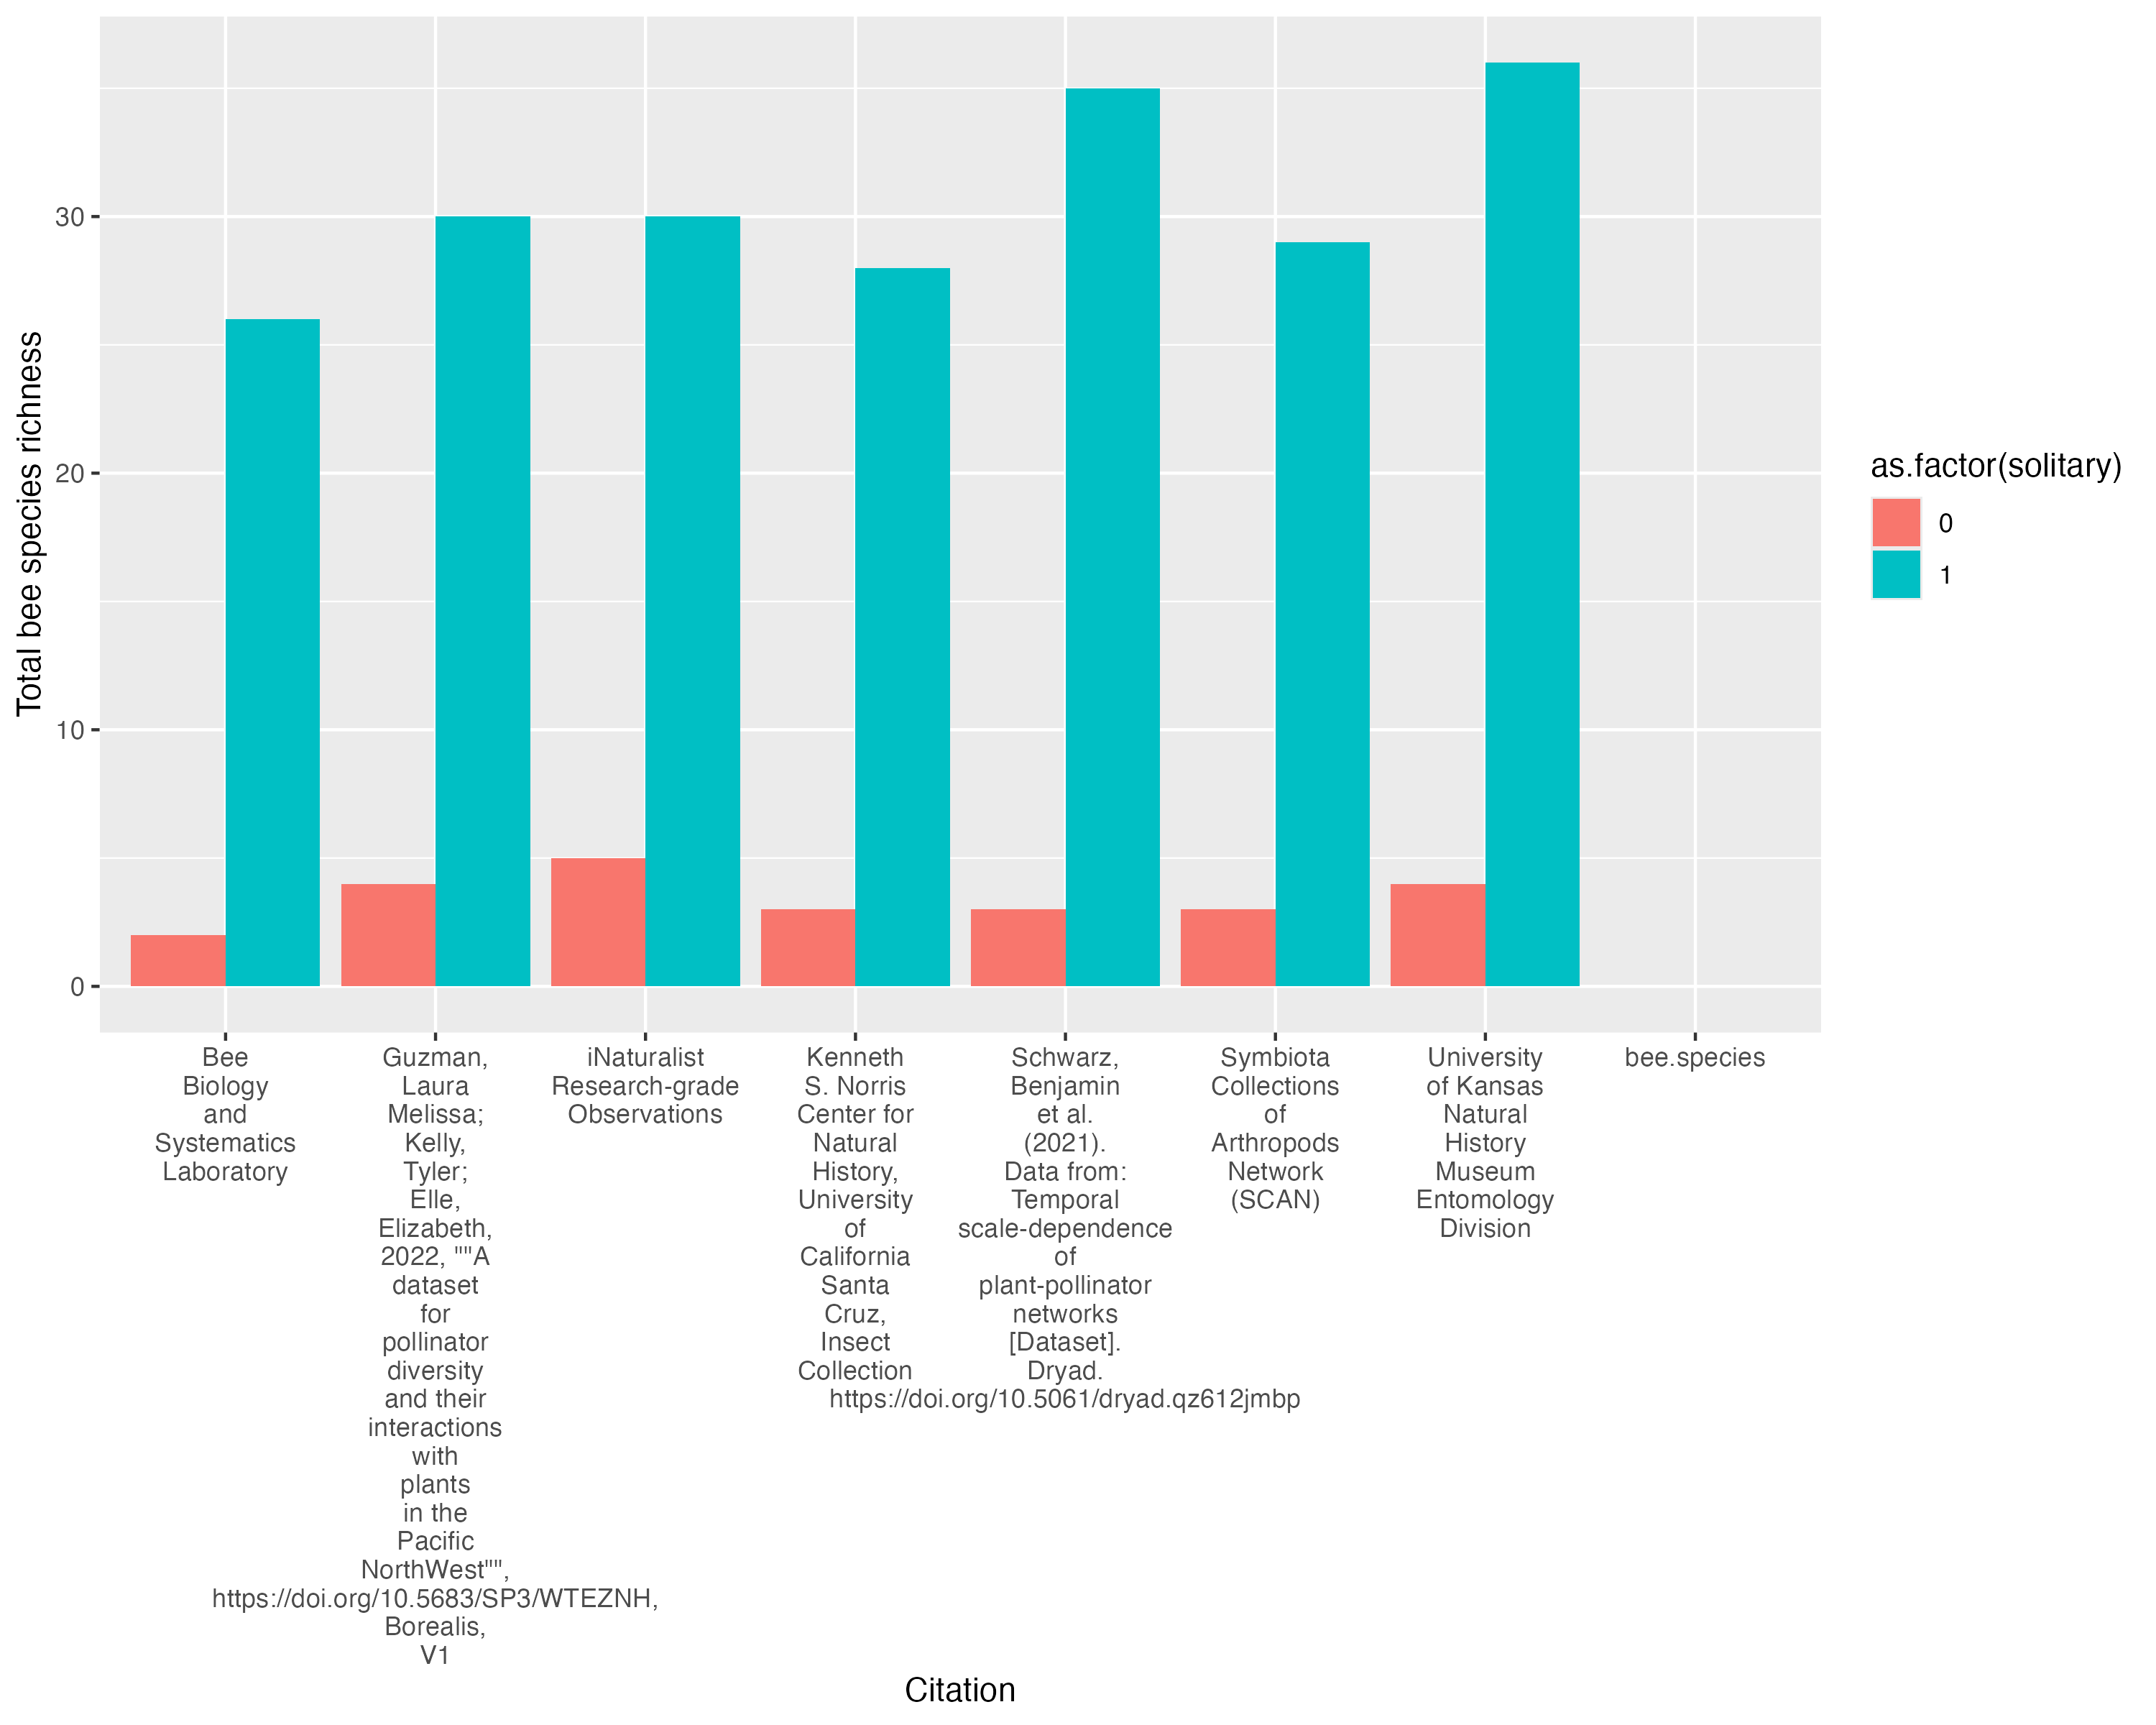 Total bee species richness
30
20
10
0
Bee
Biology
and
Systematics
Laboratory
Guzman,
Laura
Melissa;
Kelly,
Tyler;
Elle,
Elizabeth,
2022, ""A
dataset
for
pollinator
diversity
and their
interactions
with
plants
in the
Pacific
NorthWest"",
https://doi.org/10.5683/SP3/WTEZNH,
Borealis,
V1
iNaturalist
Research-grade
Observations
Kenneth
S. Norris
Center for
Natural
History,
University
of
California
Santa
Cruz,
Insect
Collection
Schwarz,
Benjamin
et al.
(2021).
Data from:
Temporal
scale-dependence
of
plant-pollinator
networks
[Dataset].
Dryad.
https://doi.org/10.5061/dryad.qz612jmbp
Symbiota
Collections
of
Arthropods
Network
(SCAN)
University
of Kansas
Natural
History
Museum
Entomology
Division
bee.species
Citation
as.factor(solitary)
0
1